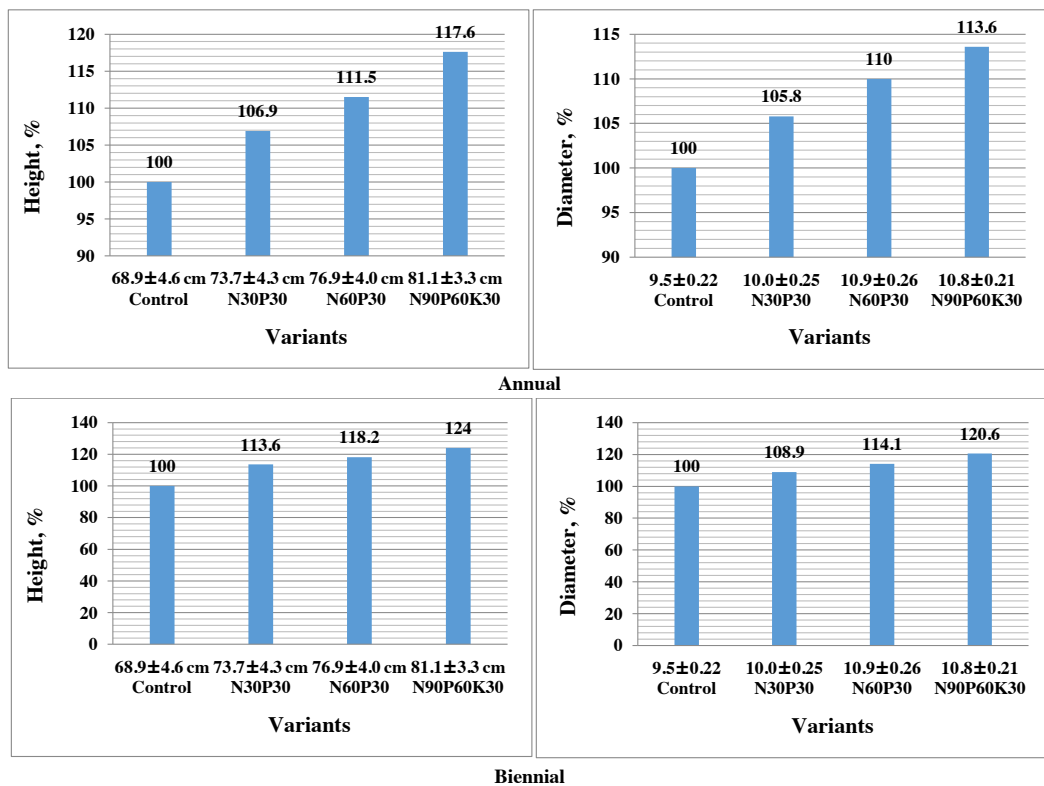 Height, %
120
115
110
105
100
95
90
100
106.9
111.5
117.6
68.9±4.6 cm 73.7±4.3 cm 76.9±4.0 cm 81.1±3.3 cm
Control N30P30 N60P30 N90P60K30
Variants
Diameter, %
115
110
105
100
95
90
100
105.8
110
113.6
9.5±0.22 10.0±0.25 10.9±0.26 10.8±0.21
Control N30P30 N60P30 N90P60K30
Variants
Annual
Height, %
140
120
100
80
60
40
20
0
100
113.6
118.2
124
68.9±4.6 cm 73.7±4.3 cm 76.9±4.0 cm 81.1±3.3 cm
Control N30P30 N60P30 N90P60K30
Variants
Diameter, %
140
120
100
80
60
40
20
0
100
108.9
114.1
120.6
9.5±0.22 10.0±0.25 10.9±0.26 10.8±0.21
Control N30P30 N60P30 N90P60K30
Variants
Biennial